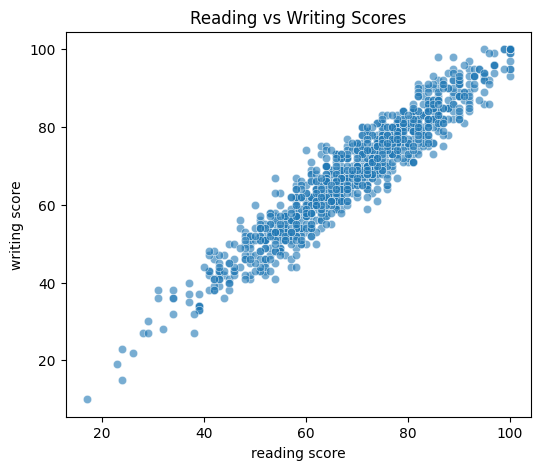 Reading vs Writing Scores
100
80
60
40
20
writing score
20 40 60 80 100
reading score